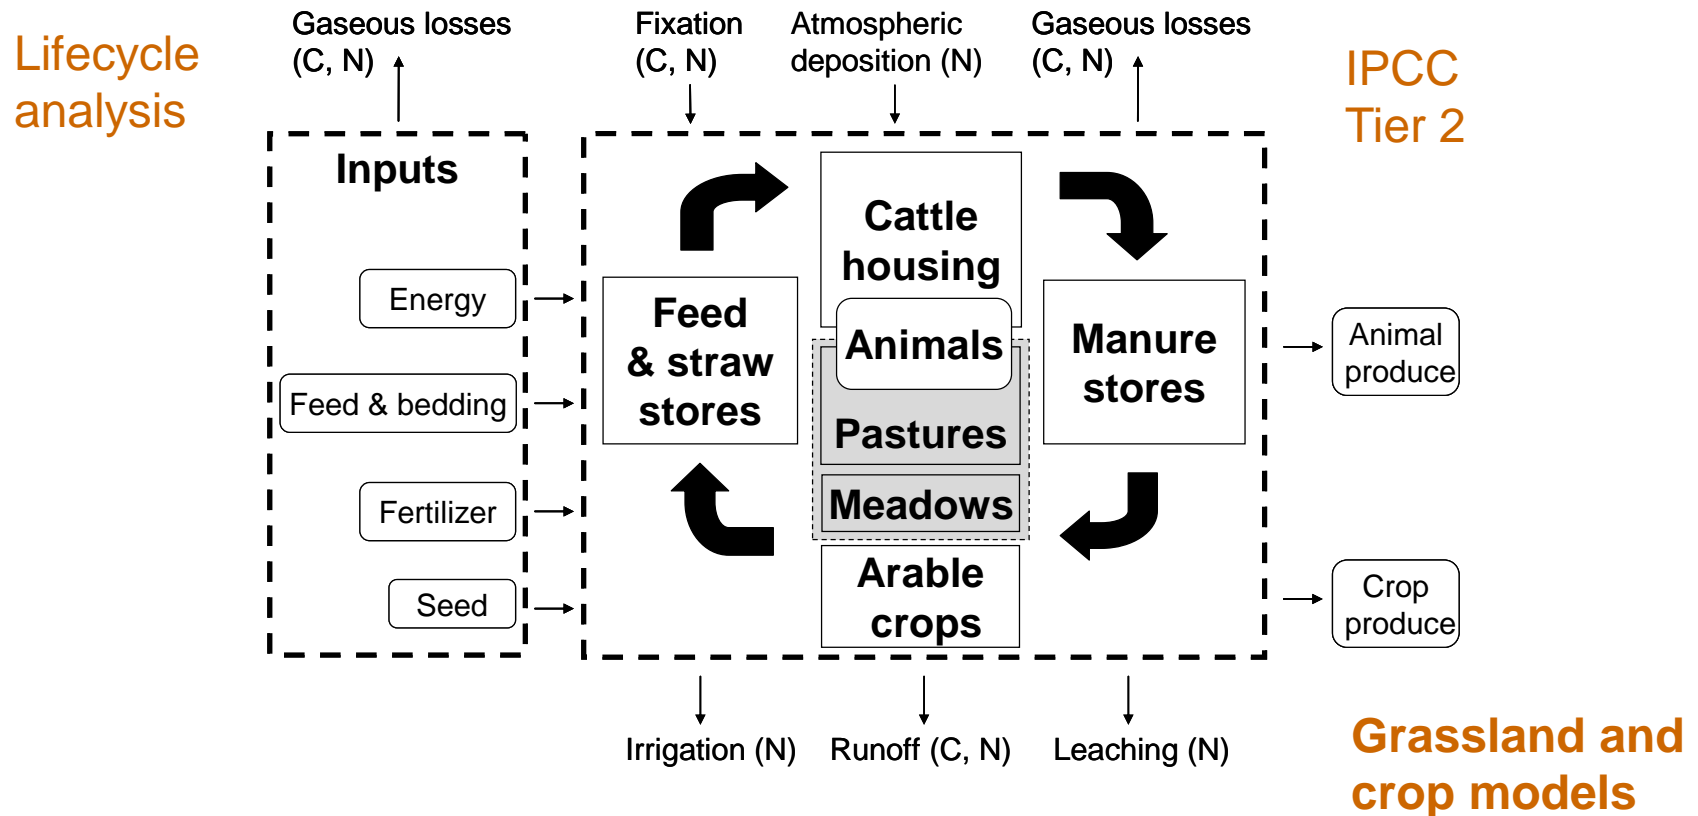 Lifecycle
analysis
Gaseous losses
(C, N)
Fixation
(C, N)
Atmospheric
deposition (N)
Gaseous losses
(C, N)
IPCC
Tier 2
Inputs
Energy
Feed & bedding
Fertilizer
Seed
Feed
& straw
stores
Cattle
housing
Animals
Pastures
Meadows
Arable
crops
Manure
stores
Animal
produce
Crop
produce
Irrigation (N)
Runoff (C, N)
Leaching (N)
Grassland and
crop models